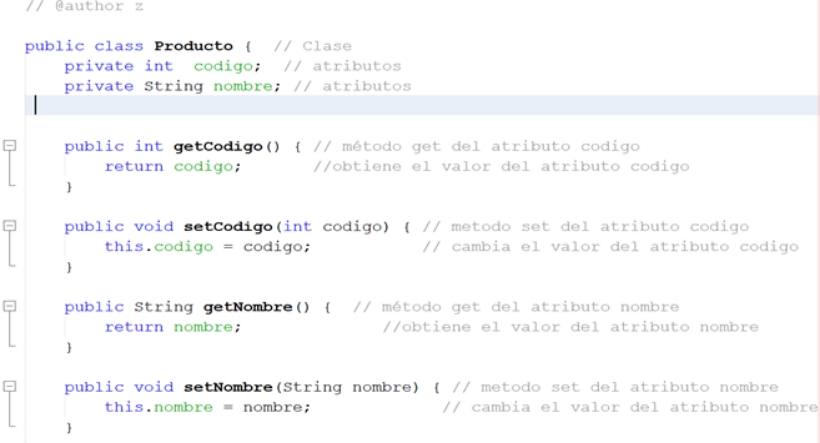 // @author z
public class Producto {  // Clase
private int  codigo;  // atributos
private String nombre; // atributos
public int getCodigo() { // método get del atributo codigo
return codigo;       //obtiene el valor del atributo codigo
}
public void setCodigo(int codigo) { // metodo set del atributo codigo
this.codigo = codigo;           // cambia el valor del atributo codigo
}
public String getNombre() {  // método get del atributo nombre
return nombre;              //obtiene el valor del atributo nombre
}
public void setNombre(String nombre) { // metodo set del atributo nombre
this.nombre = nombre;             // cambia el valor del atributo nombre
}